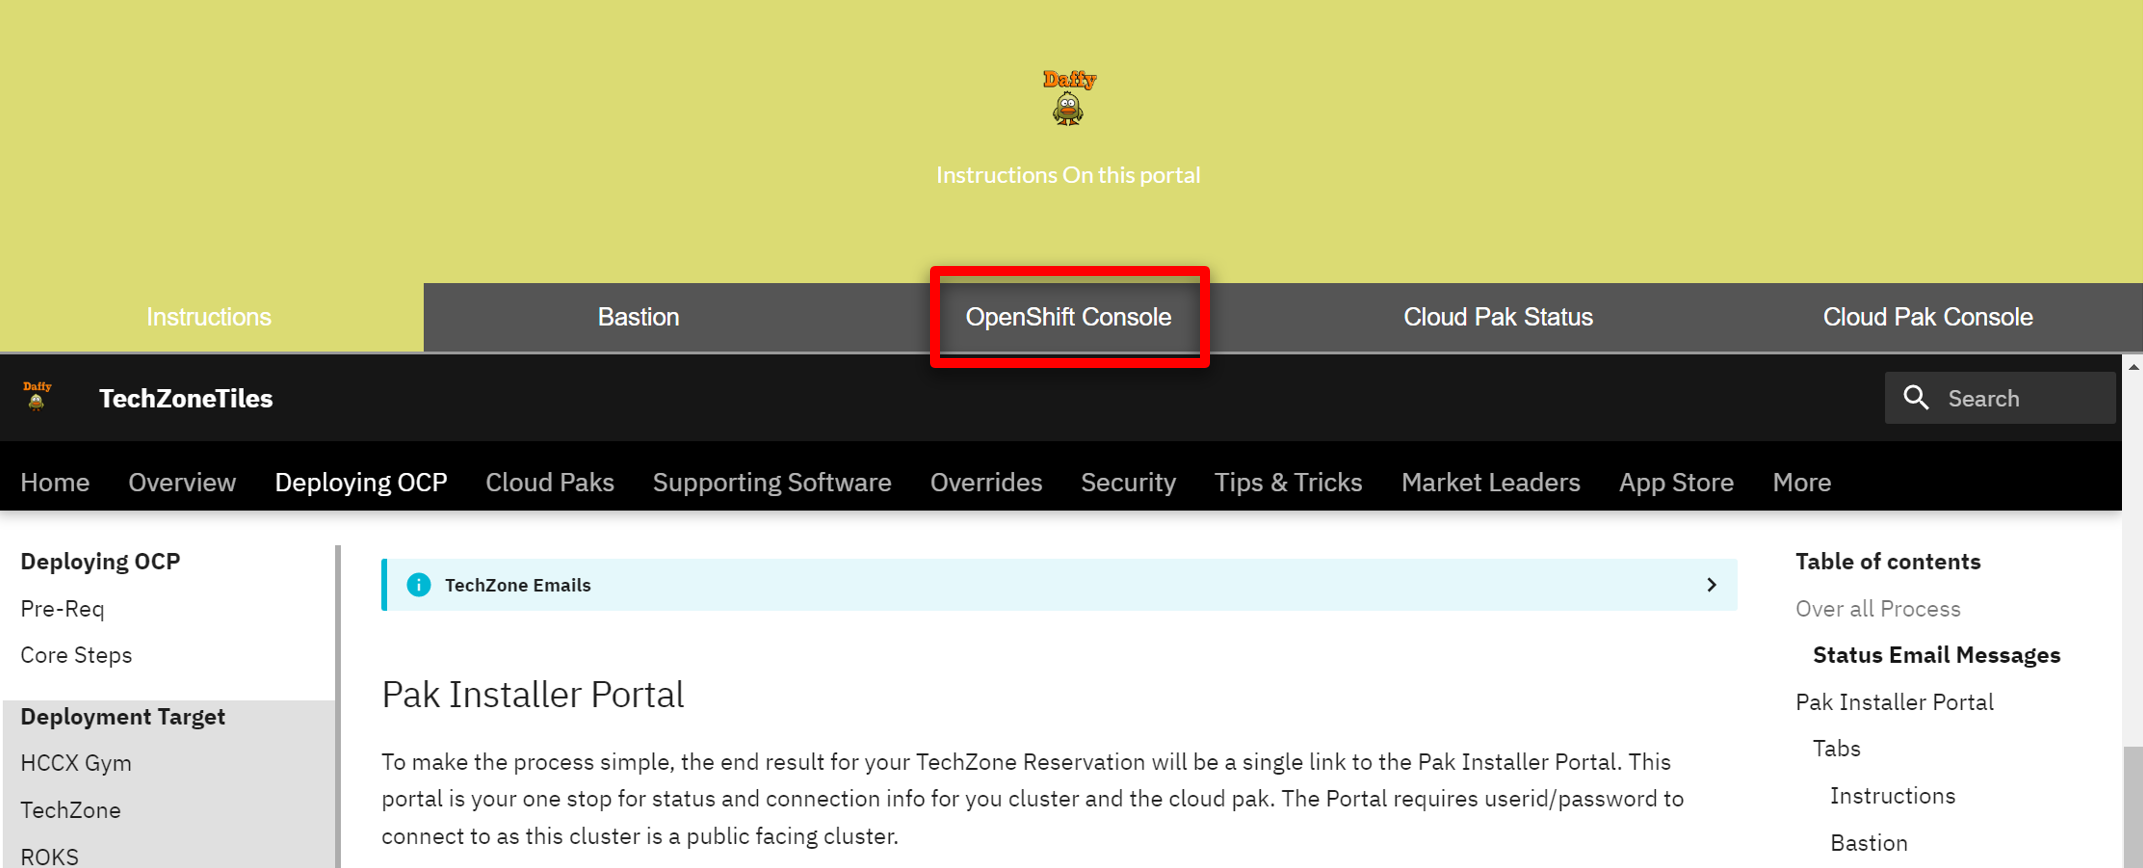 Daffy
Instructions On this portal
Instructions
Bastion
OpenShift Console
Cloud Pak Status
Cloud Pak Console
Daffy
TechZoneTiles
Search
Home
Overview
Deploying OCP
Cloud Paks
Supporting Software
Overrides
Security
Tips & Tricks
Market Leaders
App Store
More
Deploying OCP
Pre-Req
Core Steps
Deployment Target
HCCX Gym
TechZone
ROKS
TechZone Emails
Pak Installer Portal
To make the process simple, the end result for your TechZone Reservation will be a single link to the Pak Installer Portal. This
portal is your one stop for status and connection info for you cluster and the cloud pak. The Portal requires userid/password to
connect to as this cluster is a public facing cluster.
Table of contents
Over all Process
Status Email Messages
Pak Installer Portal
Tabs
Instructions
Bastion